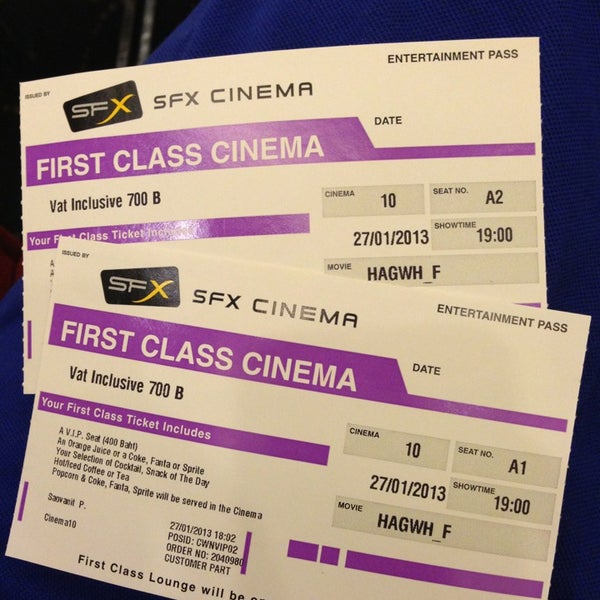 ISSUED BY
SFX SFX CINEMA
ENTERTAINMENT PASS
DATE
FIRST CLASS CINEMA
Vat Inclusive 700 B
CINEMA 10 SEAT NO. A2
Your First Class Ticket Includes
27/01/2013 SHOWTIME 19:00
MOVIE HAGWH_F
ISSUED BY
SFX SFX CINEMA
ENTERTAINMENT PASS
DATE
FIRST CLASS CINEMA
Vat Inclusive 700 B
Your First Class Ticket Includes
CINEMA 10 SEAT NO. A1
A V.I.P. Seat (400 Baht)
An Orange Juice or a Coke, Fanta or Sprite
Your Selection of Cocktail, Snack of The Day
Hot/Iced Coffee or Tea
Popcorn & Coke, Fanta, Sprite will be served in the Cinema
27/01/2013 SHOWTIME 19:00
MOVIE HAGWH_F
Saovanit P.
Cinema10
27/01/2013 18:02
POSID: CWNVIP02
ORDER NO: 2040980
CUSTOMER PART
First Class Lounge will be